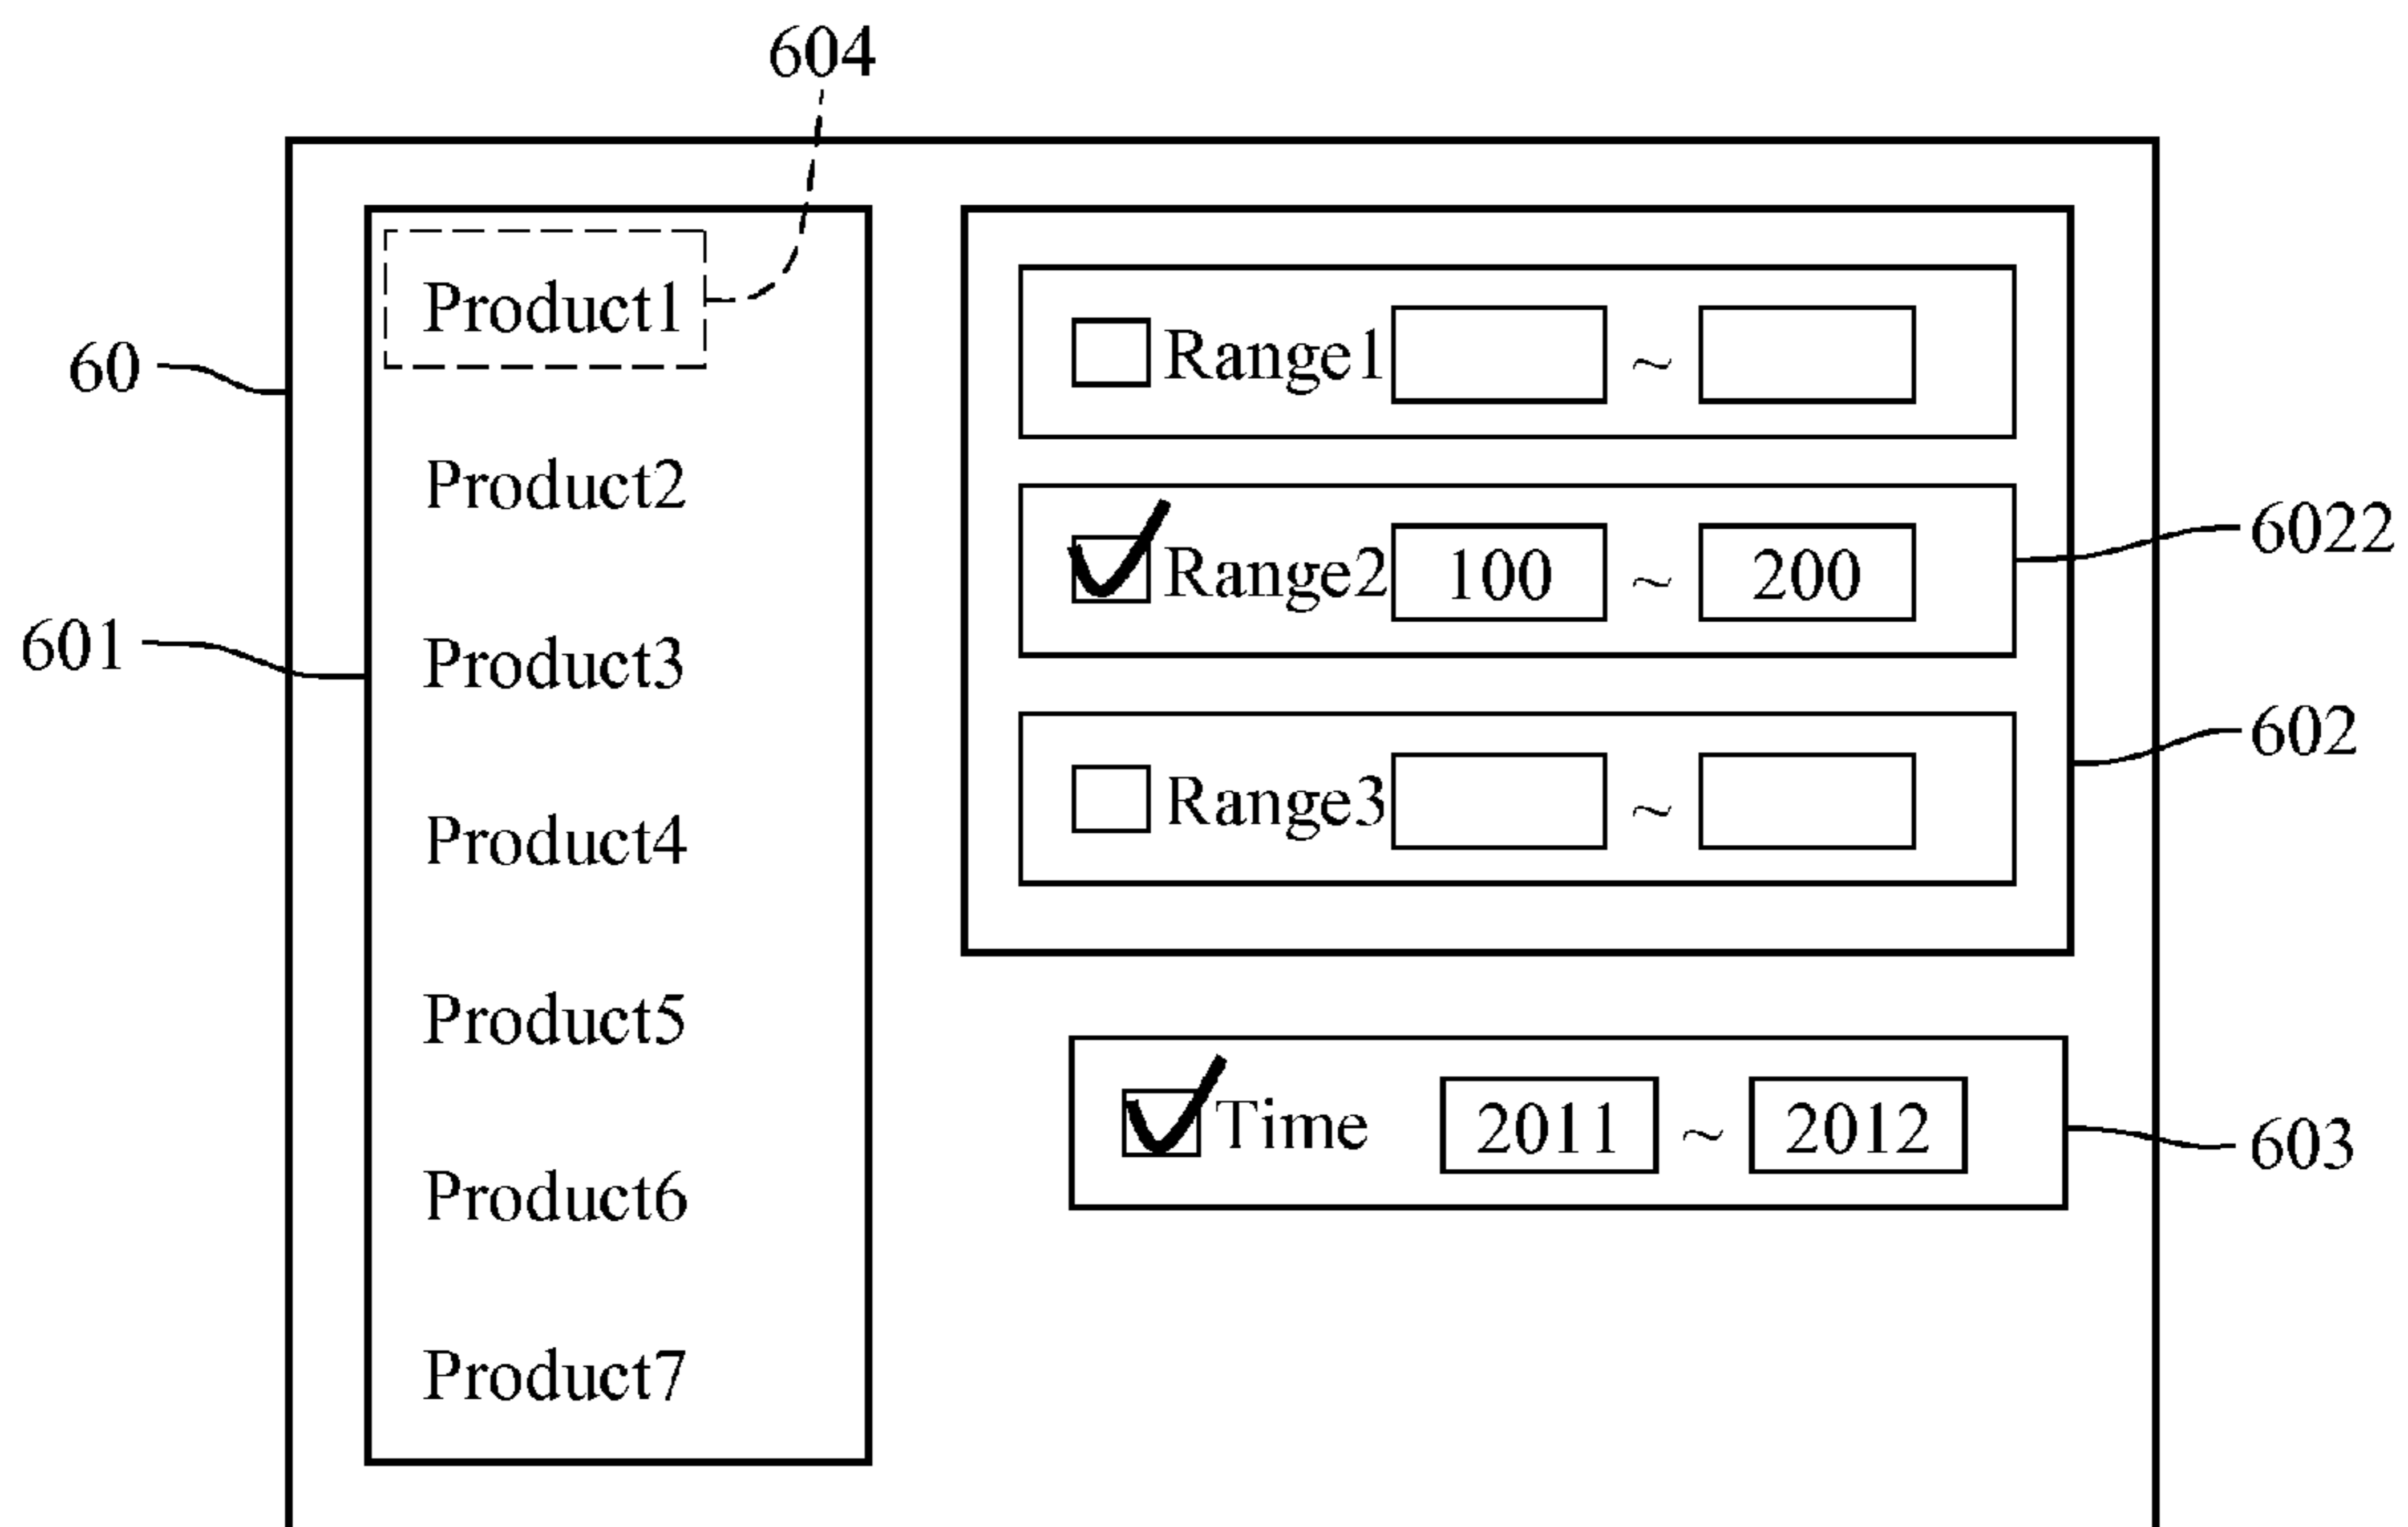 604
60
601
Product1
Product2
Product3
Product4
Product5
Product6
Product7
Range1 ~
Range2 100 ~ 200
Range3 ~
Time 2011 ~ 2012
6022
602
603